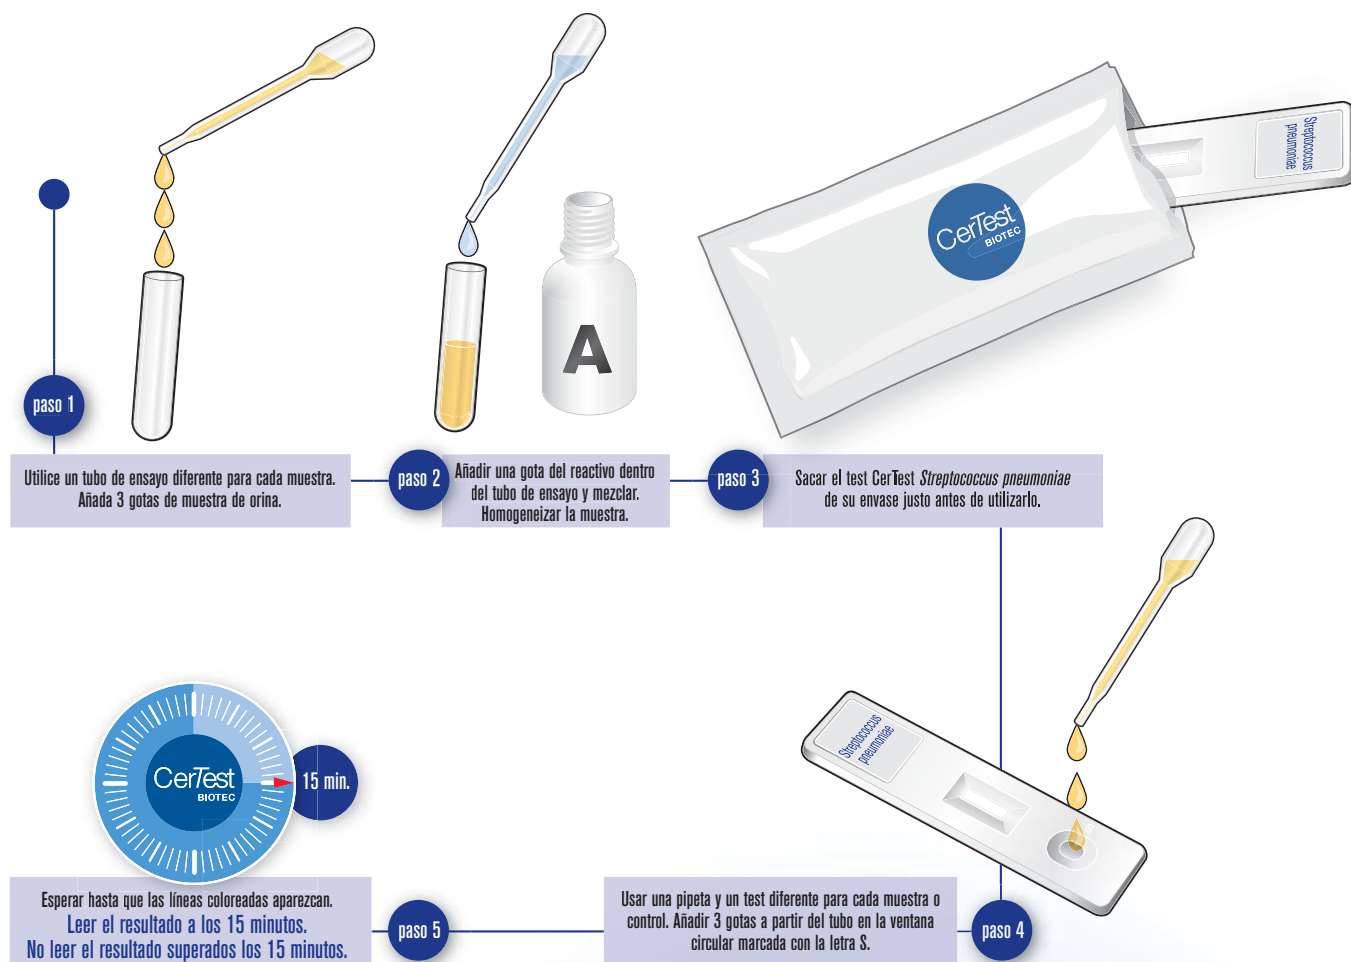 Streptococcus
pneumoniae
CerTest
BIOTEC
A
paso 1
Utilice un tubo de ensayo diferente para cada muestra.
Añada 3 gotas de muestra de orina.
paso 2
Añadir una gota del reactivo dentro
del tubo de ensayo y mezclar.
Homogeneizar la muestra.
paso 3
Sacar el test CerTest Streptococcus pneumoniae
de su envase justo antes de utilizarlo.
Streptococcus
pneumoniae
S
paso 4
Usar una pipeta y un test diferente para cada muestra o
control. Añadir 3 gotas a partir del tubo en la ventana
circular marcada con la letra S.
CerTest
BIOTEC
15 min.
paso 5
Esperar hasta que las líneas coloreadas aparezcan.
Leer el resultado a los 15 minutos.
No leer el resultado superados los 15 minutos.